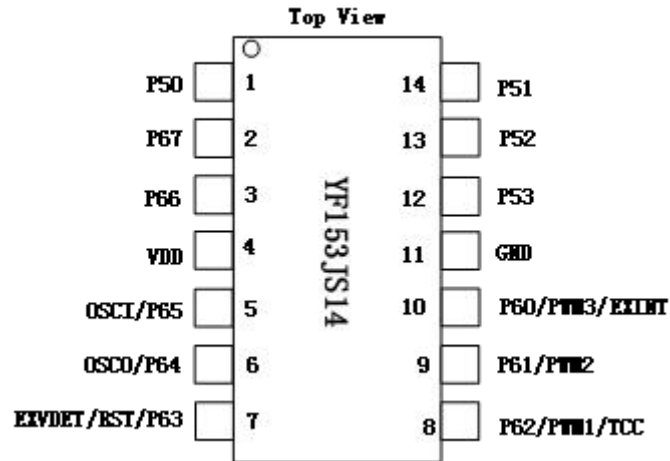 Top View
P50 1 14 P51
P67 2 13 P52
P66 3 12 P53
VDD 4 11 GND
OSCI/P65 5 10 P60/PWM3/EXINT
OSCO/P64 6 9 P61/PWM2
EXVDET/RST/P63 7 8 P62/PWM1/TCC
YF153JS14